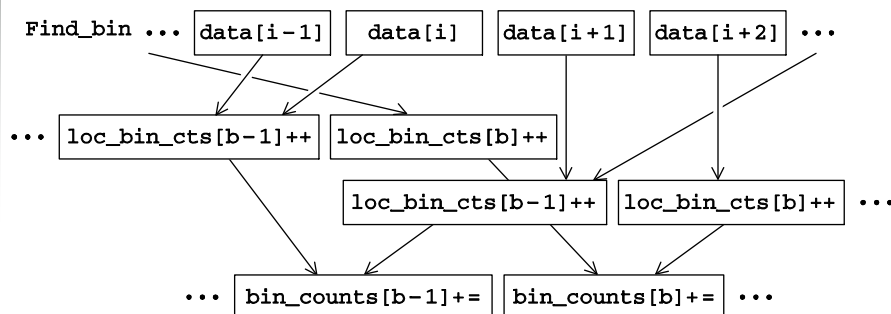 Find_bin ... data[i-1] data[i] data[i+1] data[i+2] ...
... loc_bin_cts[b-1]++ loc_bin_cts[b]++
loc_bin_cts[b-1]++ loc_bin_cts[b]++ ...
... bin_counts[b-1]+= bin_counts[b]+= ...